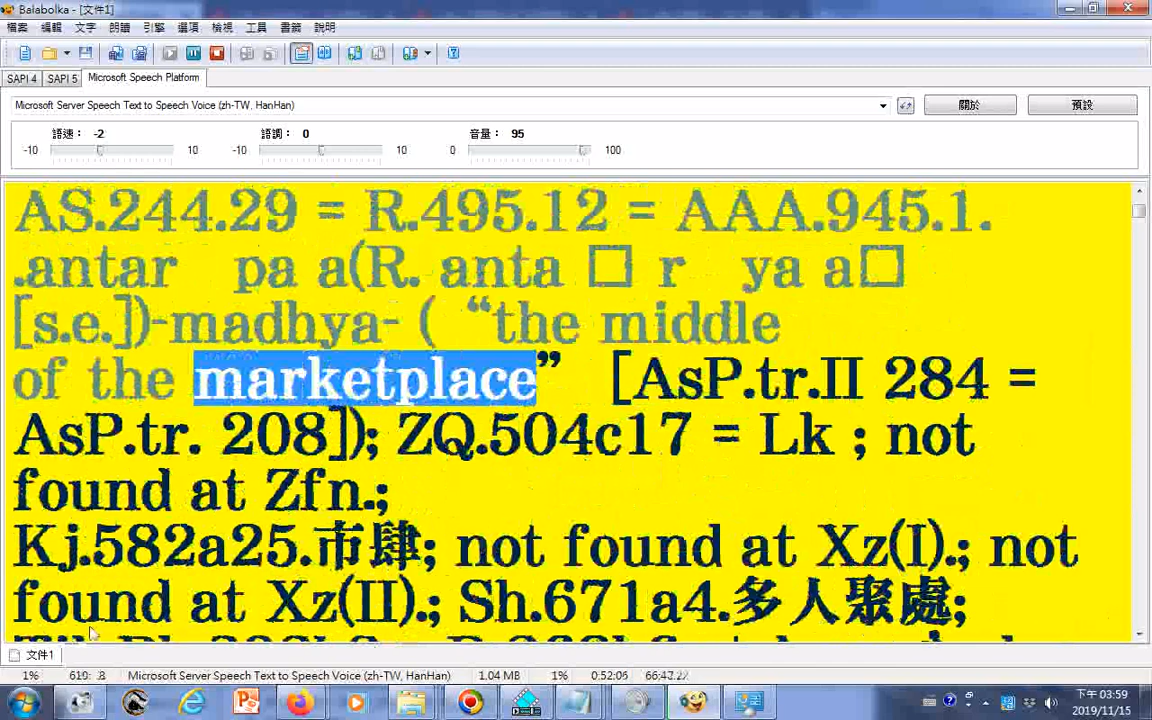 Balabolka - [文件1]
檔案 編輯 文字 朗讀 引擎 選項 檢視 工具 書籤 說明
SAPI 4 SAPI 5 Microsoft Speech Platform
Microsoft Server Speech Text to Speech Voice (zh-TW, HanHan) 關於 預設
語速： -2 語調： 0 音量： 95
-10 10 -10 10 0 100
AS.244.29 = R.495.12 = AAA.945.1.
.antar pa a(R. anta □ r ya a□
[s.e.])-madhya- ( “the middle
of the marketplace” [AsP.tr.II 284 =
AsP.tr. 208]); ZQ.504c17 = Lk ; not
found at Zfn.;
Kj.582a25.市肆; not found at Xz(I).; not
found at Xz(II).; Sh.671a4.多人聚處;
文件1
1% Microsoft Server Speech Text to Speech Voice (zh-TW, HanHan) 1.04 MB 1% 0:52:06
下午 03:59
2019/11/15